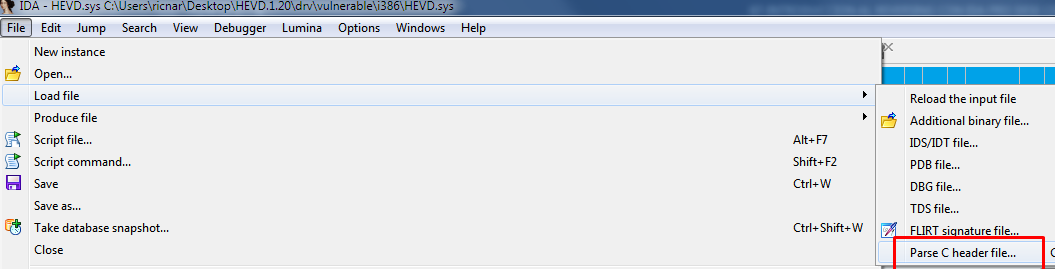 IDA - HEVD.sys C:\Users\ricnar\Desktop\HEVD.1.20\drv\vulnerable\i386\HEVD.sys
File Edit Jump Search View Debugger Lumina Options Windows Help
New instance
Open...
Load file
Produce file
Script file... Alt+F7
Script command... Shift+F2
Save Ctrl+W
Save as...
Take database snapshot... Ctrl+Shift+W
Close
Reload the input file
Additional binary file...
IDS/IDT file...
PDB file...
DBG file...
TDS file...
FLIRT signature file...
Parse C header file...